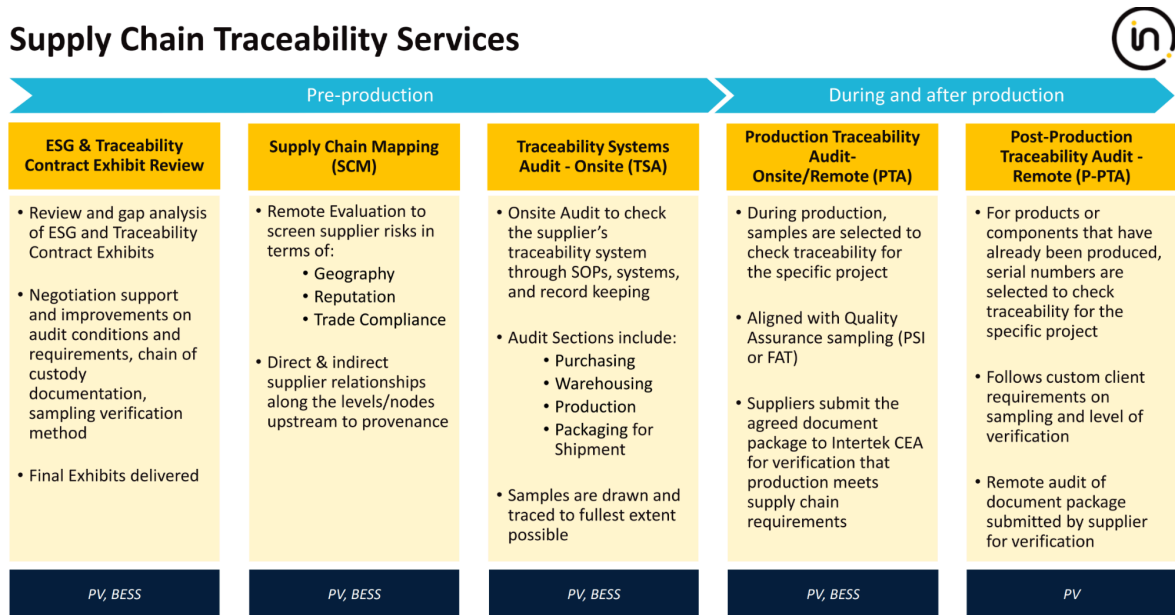 Supply Chain Traceability Services
in
Pre-production
During and after production
ESG & Traceability
Contract Exhibit Review
• Review and gap analysis
of ESG and Traceability
Contract Exhibits
• Negotiation support
and improvements on
audit conditions and
requirements, chain of
custody
documentation,
sampling verification
method
• Final Exhibits delivered
PV, BESS
Supply Chain Mapping
(SCM)
• Remote Evaluation to
screen supplier risks in
terms of:
• Geography
• Reputation
• Trade Compliance
• Direct & indirect
supplier relationships
along the levels/nodes
upstream to provenance
PV, BESS
Traceability Systems
Audit - Onsite (TSA)
• Onsite Audit to check
the supplier's
traceability system
through SOPs, systems,
and record keeping
• Audit Sections include:
• Purchasing
• Warehousing
• Production
• Packaging for
Shipment
• Samples are drawn and
traced to fullest extent
possible
PV, BESS
Production Traceability
Audit-
Onsite/Remote (PTA)
• During production,
samples are selected to
check traceability for
the specific project
• Aligned with Quality
Assurance sampling (PSI
or FAT)
• Suppliers submit the
agreed document
package to Intertek CEA
for verification that
production meets
supply chain
requirements
PV, BESS
Post-Production
Traceability Audit -
Remote (P-PTA)
• For products or
components that have
already been produced,
serial numbers are
selected to check
traceability for the
specific project
• Follows custom client
requirements on
sampling and level of
verification
• Remote audit of
document package
submitted by supplier
for verification
PV